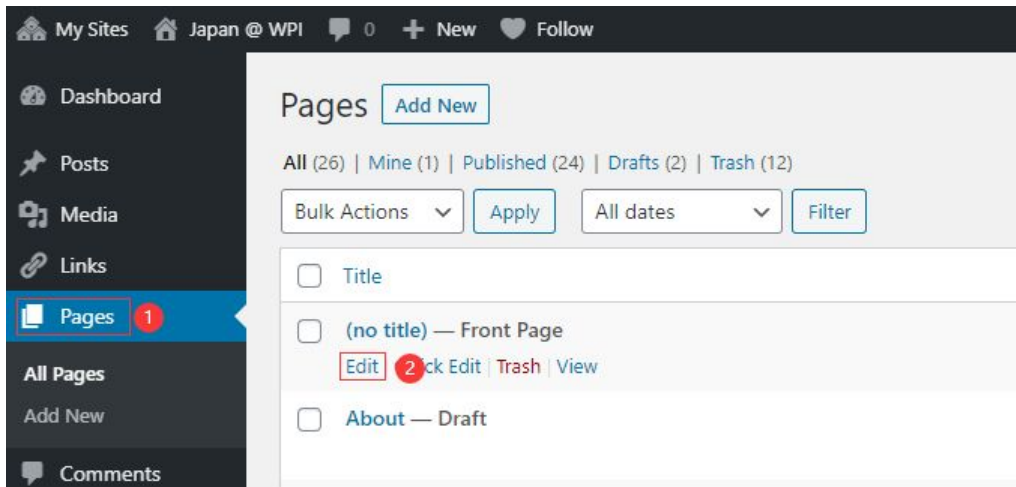 My Sites Japan @ WPI 0 + New Follow
Dashboard
Posts
Media
Links
Pages 1
All Pages
Add New
Comments
Pages Add New
All (26) | Mine (1) | Published (24) | Drafts (2) | Trash (12)
Bulk Actions Apply All dates Filter
Title
(no title) — Front Page
Edit 2 ck Edit | Trash | View
About — Draft